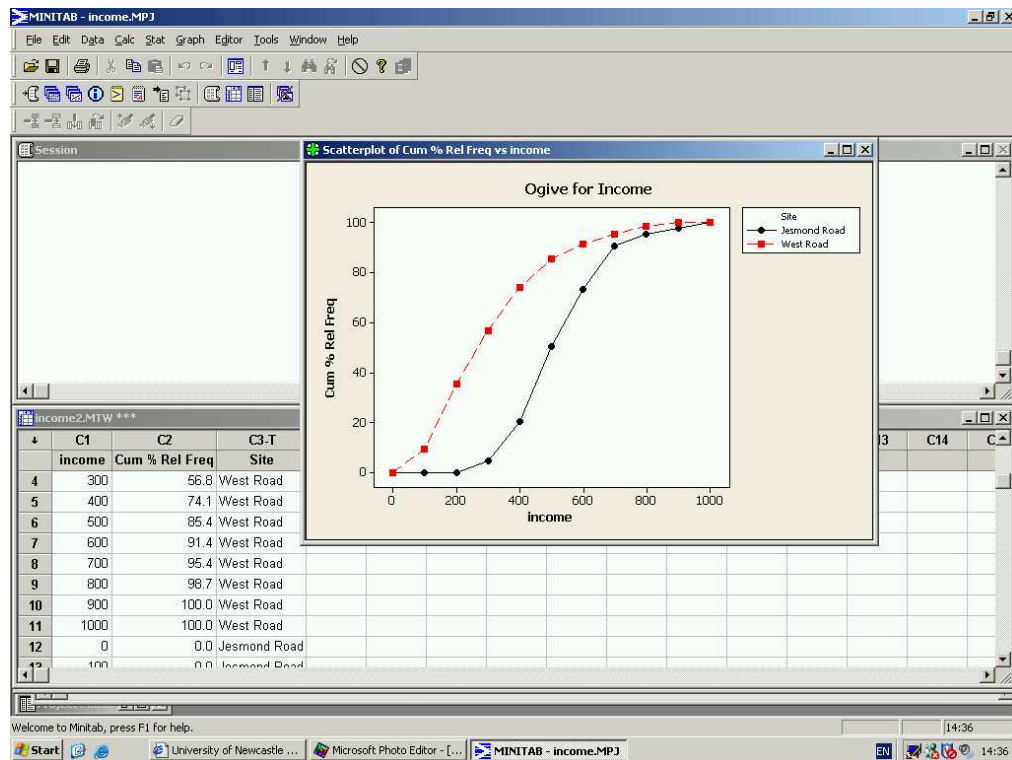 MINITAB - income.MPJ
File Edit Data Calc Stat Graph Editor Tools Window Help
Session
Scatterplot of Cum % Rel Freq vs income
Ogive for Income
Cum % Rel Freq
100
80
60
40
20
0
0 200 400 600 800 1000
income
Site
Jesmond Road
West Road
income2.MTW ***
C1 C2 C3-T C14
income Cum % Rel Freq Site
4 300 56.8 West Road
5 400 74.1 West Road
6 500 85.4 West Road
7 600 91.4 West Road
8 700 95.4 West Road
9 800 98.7 West Road
10 900 100.0 West Road
11 1000 100.0 West Road
12 0 0.0 Jesmond Road
Welcome to Minitab, press F1 for help.
14:36
Start University of Newcastle ... Microsoft Photo Editor - [... MINITAB - income.MPJ EN 14:36